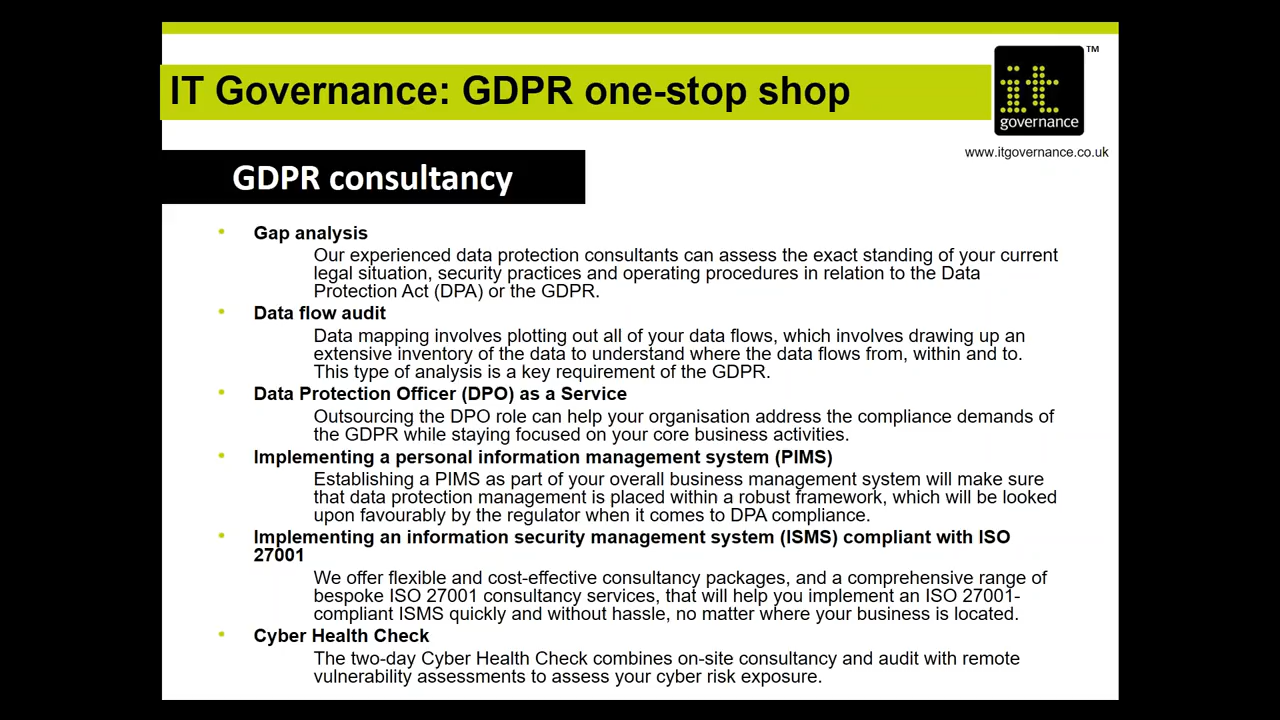 IT Governance: GDPR one-stop shop
TM
it
governance
www.itgovernance.co.uk
GDPR consultancy
• Gap analysis
Our experienced data protection consultants can assess the exact standing of your current
legal situation, security practices and operating procedures in relation to the Data
Protection Act (DPA) or the GDPR.
• Data flow audit
Data mapping involves plotting out all of your data flows, which involves drawing up an
extensive inventory of the data to understand where the data flows from, within and to.
This type of analysis is a key requirement of the GDPR.
• Data Protection Officer (DPO) as a Service
Outsourcing the DPO role can help your organisation address the compliance demands of
the GDPR while staying focused on your core business activities.
• Implementing a personal information management system (PIMS)
Establishing a PIMS as part of your overall business management system will make sure
that data protection management is placed within a robust framework, which will be looked
upon favourably by the regulator when it comes to DPA compliance.
• Implementing an information security management system (ISMS) compliant with ISO
27001
We offer flexible and cost-effective consultancy packages, and a comprehensive range of
bespoke ISO 27001 consultancy services, that will help you implement an ISO 27001-
compliant ISMS quickly and without hassle, no matter where your business is located.
• Cyber Health Check
The two-day Cyber Health Check combines on-site consultancy and audit with remote
vulnerability assessments to assess your cyber risk exposure.